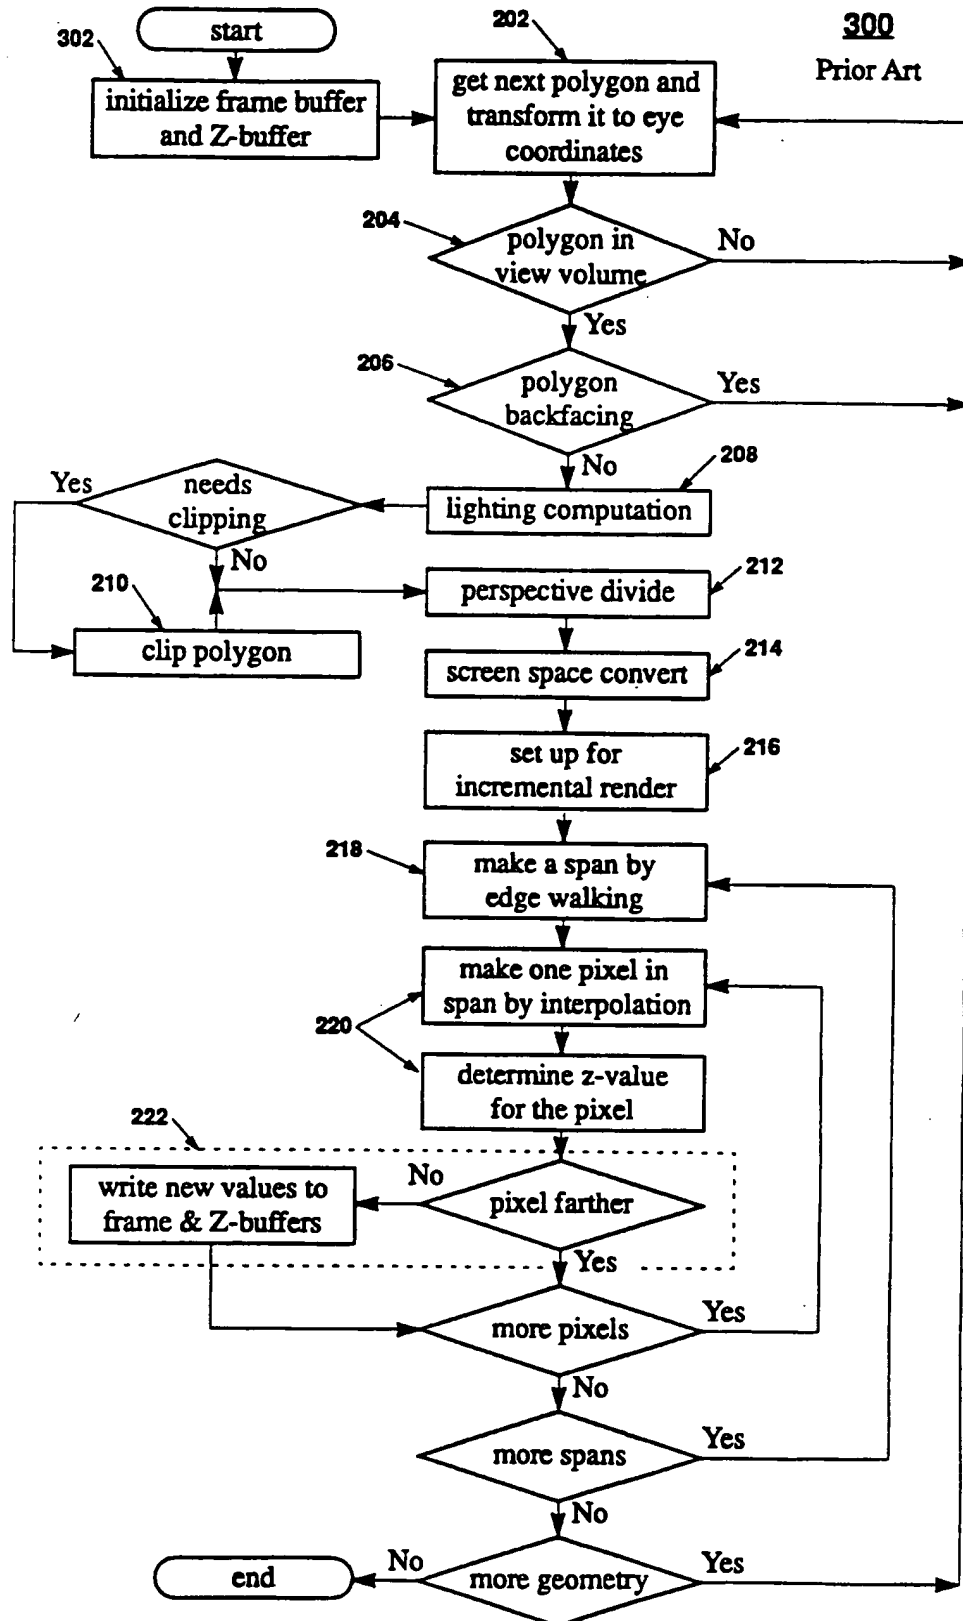 start
302
202
300
Prior Art
initialize frame buffer
and Z-buffer
get next polygon and
transform it to eye
coordinates
204
polygon in
view volume
No
Yes
206
polygon
backfacing
Yes
No
208
lighting computation
Yes
needs
clipping
No
210
clip polygon
perspective divide
212
screen space convert
214
set up for
incremental render
216
218
make a span by
edge walking
make one pixel in
span by interpolation
220
determine z-value
for the pixel
222
write new values to
frame & Z-buffers
No
pixel farther
Yes
more pixels
Yes
No
more spans
Yes
No
end
No
more geometry
Yes